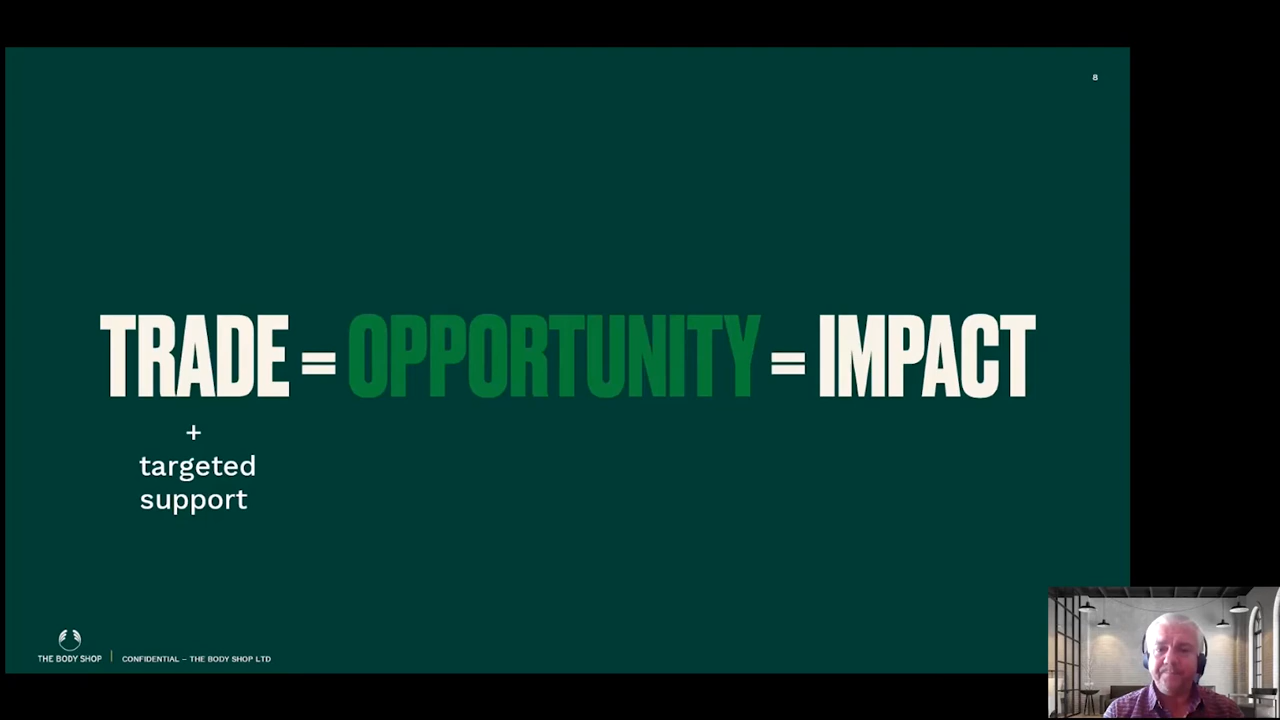 8
TRADE = OPPORTUNITY = IMPACT
+
targeted
support
THE BODY SHOP | CONFIDENTIAL – THE BODY SHOP LTD